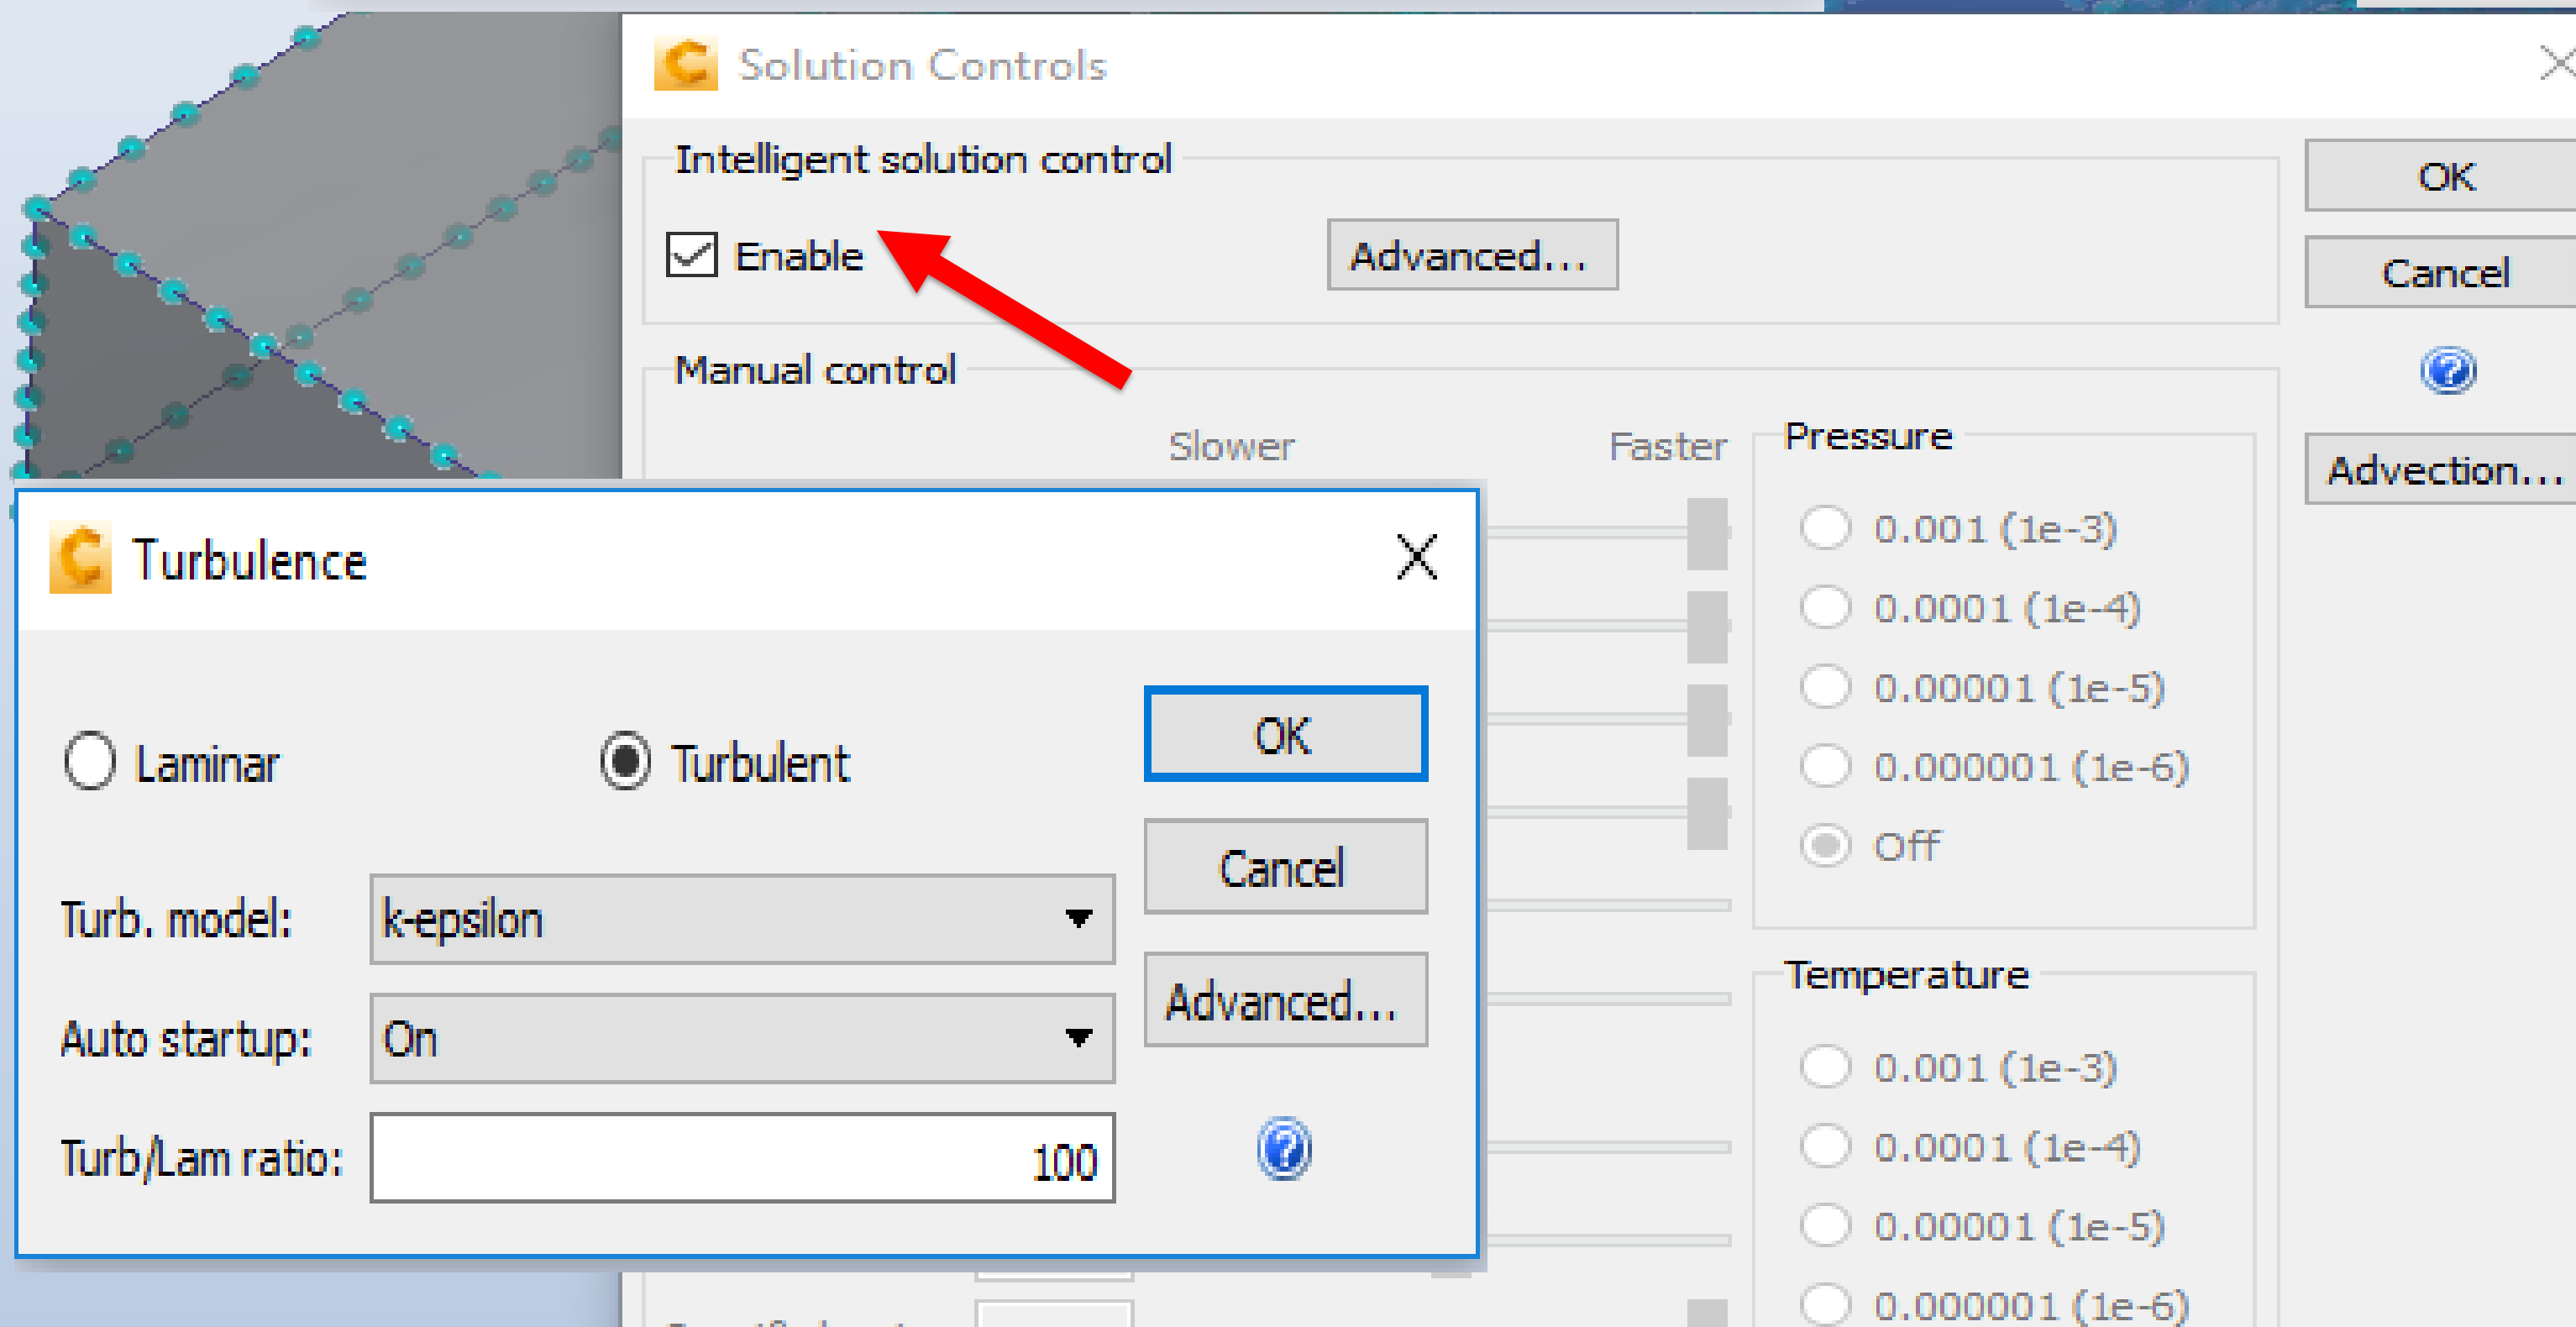 Solution Controls
Intelligent solution control
Enable
Advanced...
OK
Cancel
Manual control
Slower
Faster
Pressure
0.001 (1e-3)
0.0001 (1e-4)
0.00001 (1e-5)
0.000001 (1e-6)
Off
Advection...
Temperature
0.001 (1e-3)
0.0001 (1e-4)
0.00001 (1e-5)
0.000001 (1e-6)
Turbulence
Laminar
Turbulent
OK
Cancel
Advanced...
Turb. model:
k-epsilon
Auto startup:
On
Turb/Lam ratio:
100